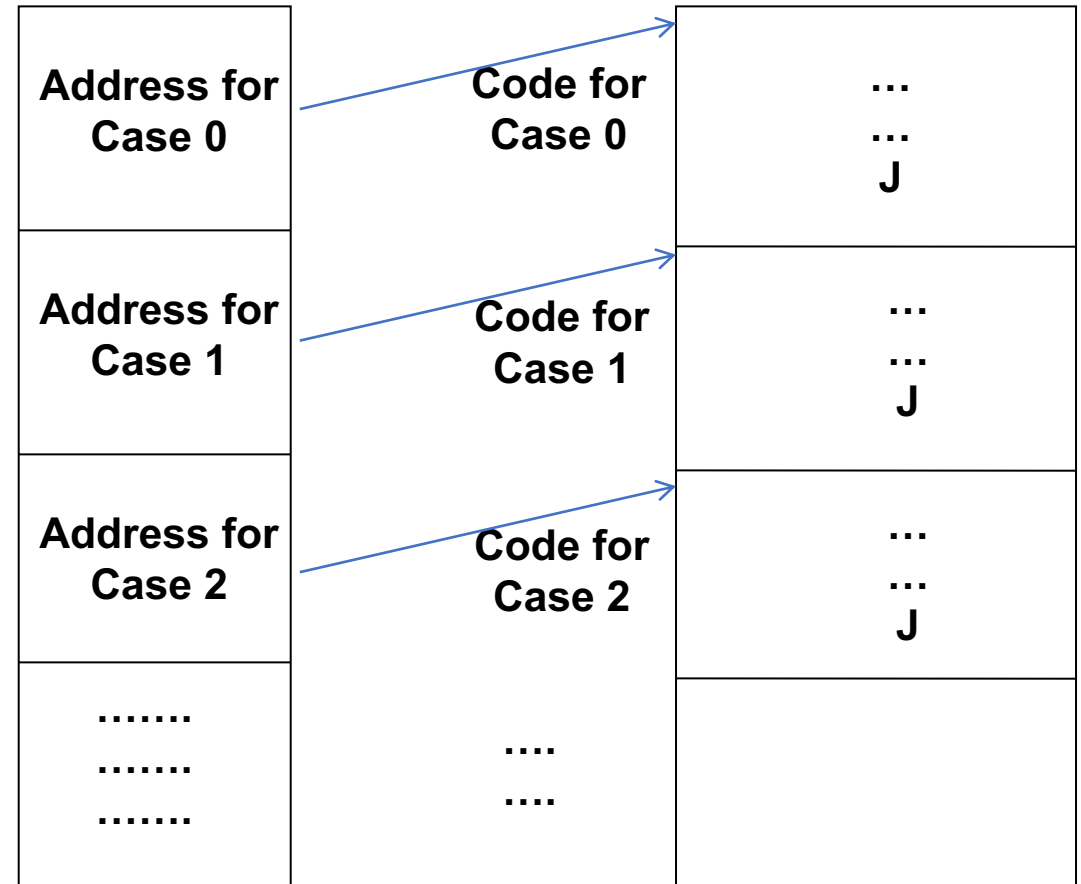 Address for
Case 0
Code for
Case 0
…
…
J
Address for
Case 1
Code for
Case 1
…
…
J
Address for
Case 2
Code for
Case 2
…
…
J
…….
…….
…….
….
….